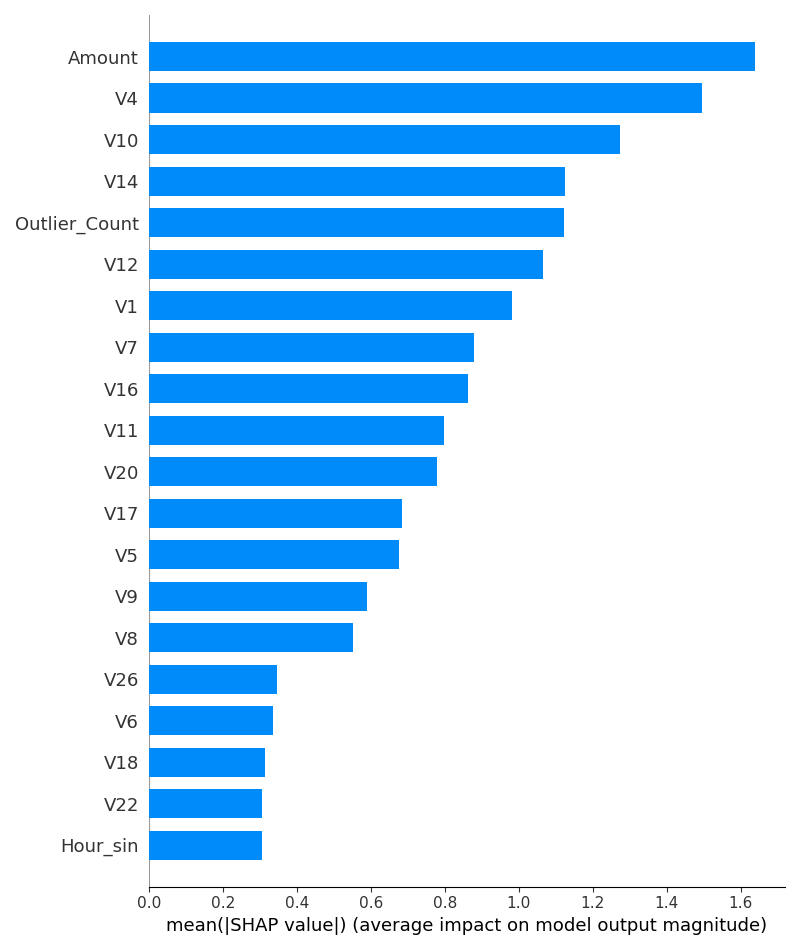 Amount
V4
V10
V14
Outlier_Count
V12
V1
V7
V16
V11
V20
V17
V5
V9
V8
V26
V6
V18
V22
Hour_sin
0.0 0.2 0.4 0.6 0.8 1.0 1.2 1.4 1.6
mean(|SHAP value|) (average impact on model output magnitude)